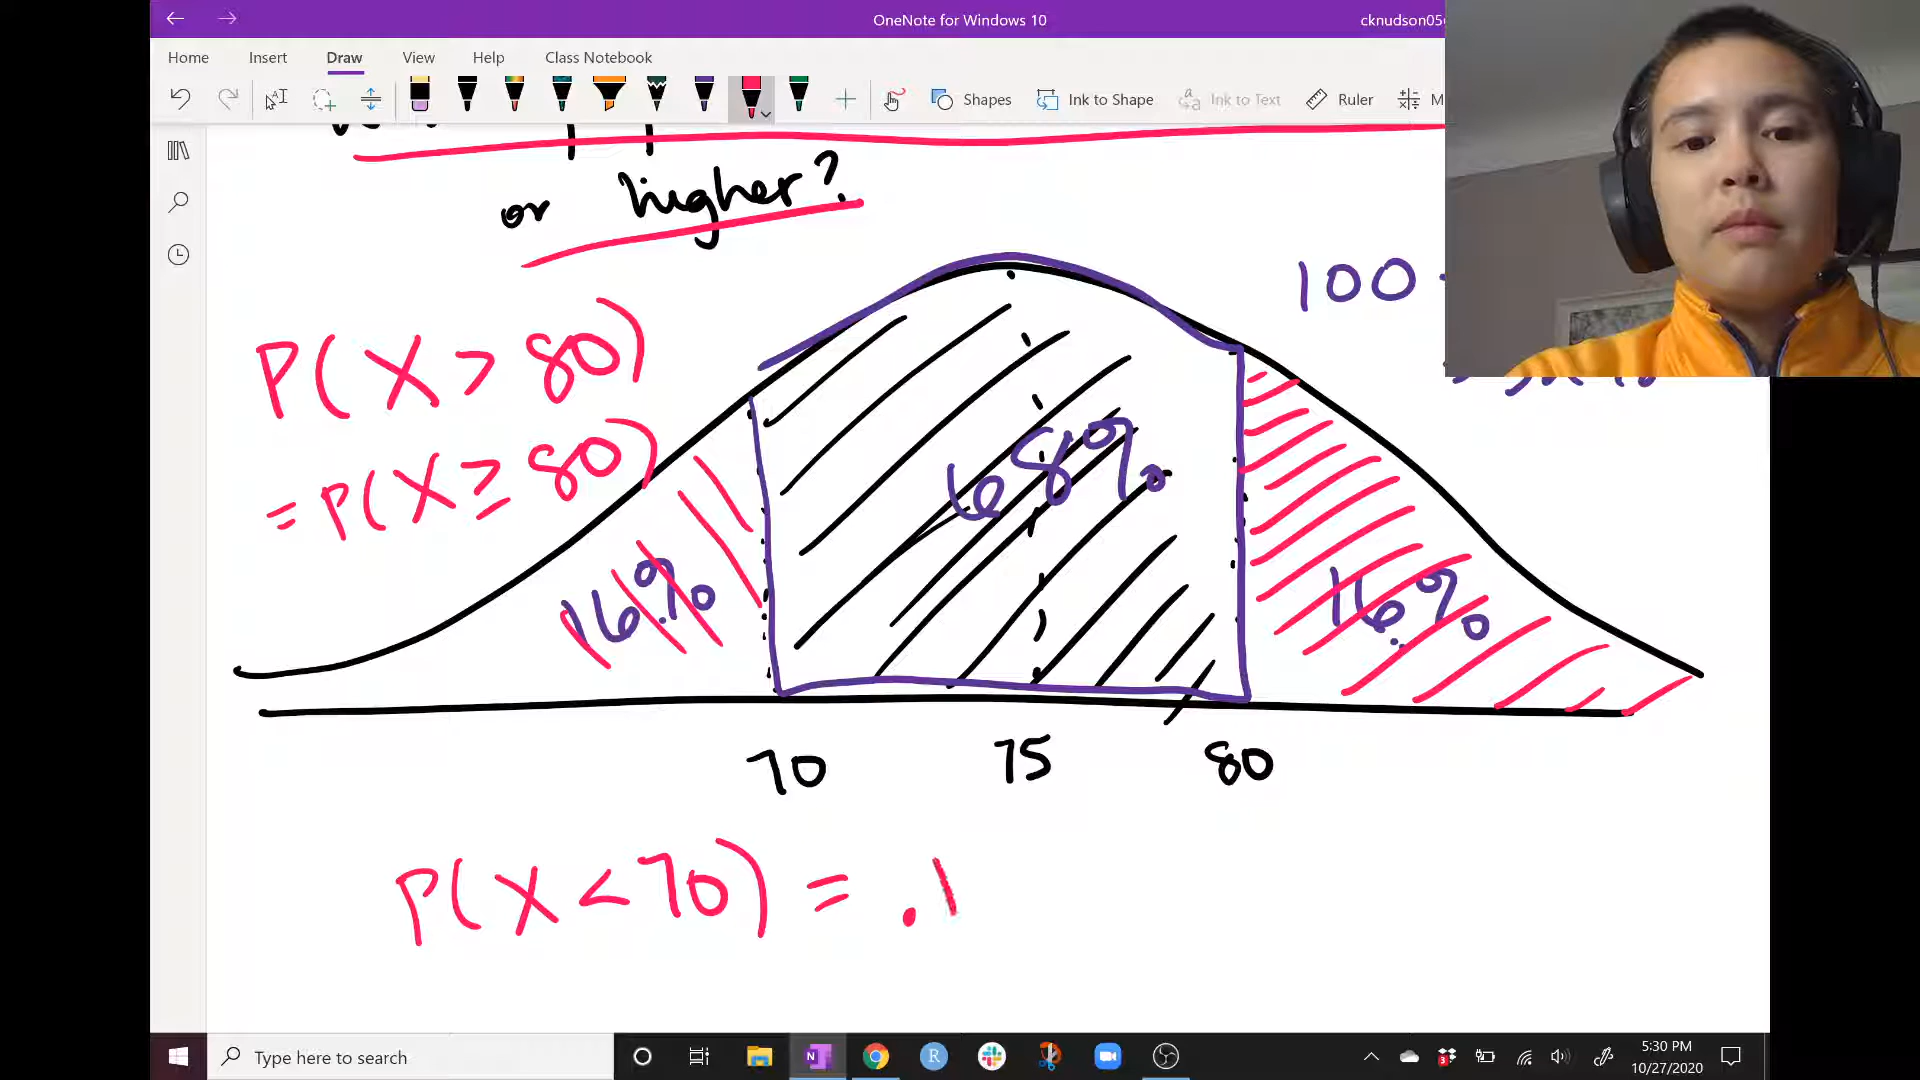 OneNote for Windows 10
cknudson05
Home Insert Draw View Help Class Notebook
Shapes Ink to Shape Ink to Text Ruler M
or higher?
100
P(X > 80)
= P(X ≥ 80)
68%
16%
16%
70 75 80
P(X < 70) = .1
Type here to search
5:30 PM
10/27/2020